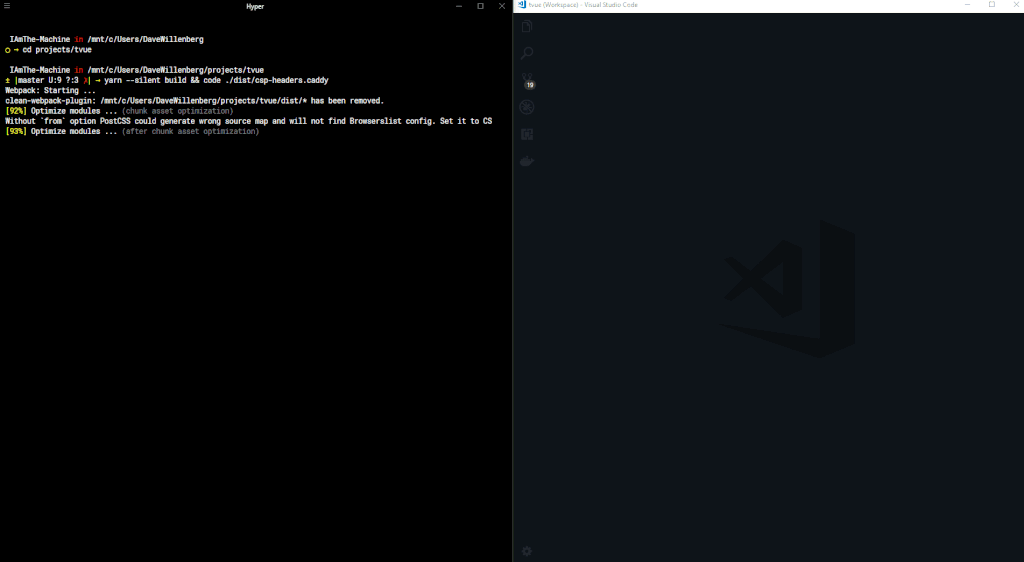 Hyper
IAmThe-Machine in /mnt/c/Users/DaveWillenberg
○ → cd projects/tvue
IAmThe-Machine in /mnt/c/Users/DaveWillenberg/projects/tvue
± |master U:9 ?:3 ✗| → yarn --silent build && code ./dist/csp-headers.caddy
Webpack: Starting ...
clean-webpack-plugin: /mnt/c/Users/DaveWillenberg/projects/tvue/dist/* has been removed.
[92%] Optimize modules ... (chunk asset optimization)
Without `from` option PostCSS could generate wrong source map and will not find Browserslist config. Set it to CS
[93%] Optimize modules ... (after chunk asset optimization)
tvue (Workspace) - Visual Studio Code
19